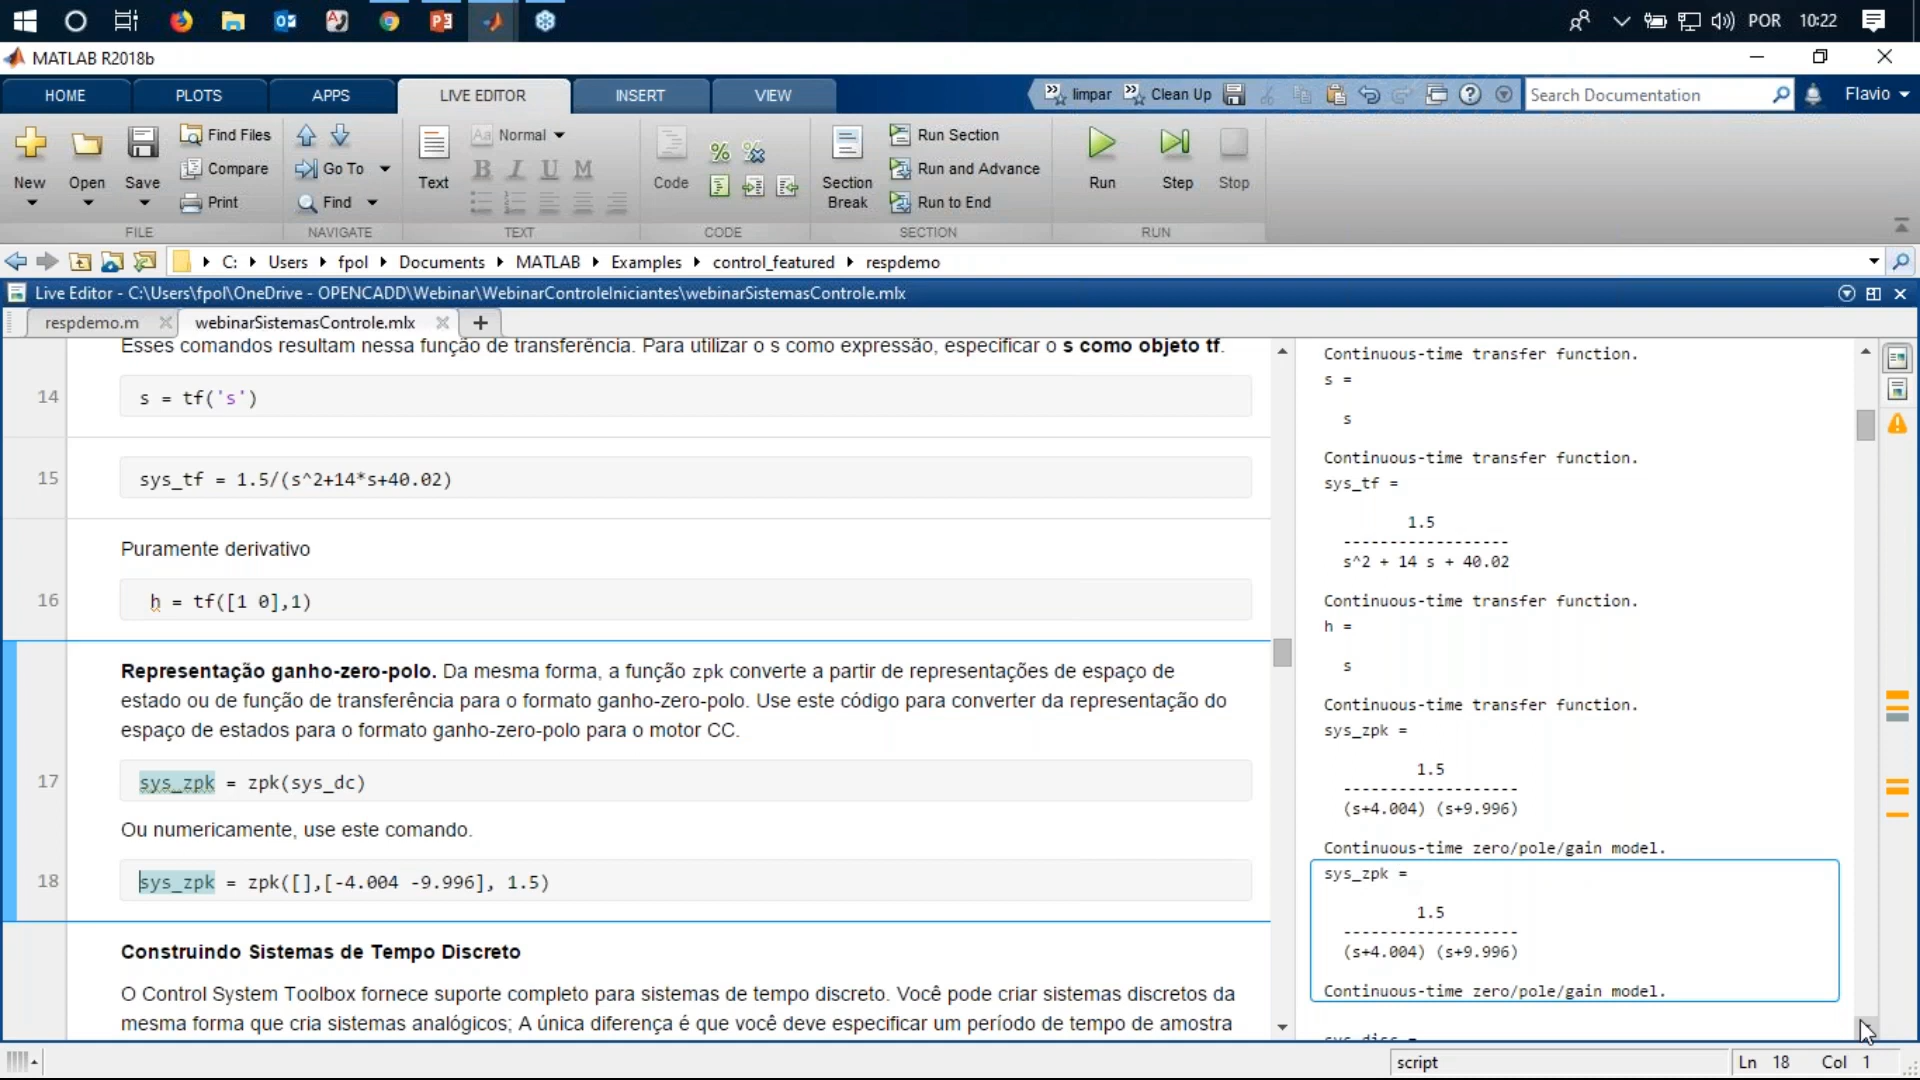 POR 10:22
MATLAB R2018b
HOME PLOTS APPS LIVE EDITOR INSERT VIEW limpar Clean Up Search Documentation Flavio
New Open Save Find Files Compare Print Go To Find Text Normal B I U M Code Section Break Run Section Run and Advance Run to End Run Step Stop
FILE NAVIGATE TEXT CODE SECTION RUN
C: Users fpol Documents MATLAB Examples control_featured respdemo
Live Editor - C:\Users\fpol\OneDrive - OPENCADD\Webinar\WebinarControleIniciantes\webinarSistemasControle.mlx
respdemo.m webinarSistemasControle.mlx
Esses comandos resultam nessa função de transferência. Para utilizar o s como expressão, especificar o s como objeto tf.
14 s = tf('s')
15 sys_tf = 1.5/(s^2+14*s+40.02)
Puramente derivativo
16 h = tf([1 0],1)
Representação ganho-zero-polo. Da mesma forma, a função zpk converte a partir de representações de espaço de
estado ou de função de transferência para o formato ganho-zero-polo. Use este código para converter da representação do
espaço de estados para o formato ganho-zero-polo para o motor CC.
17 sys_zpk = zpk(sys_dc)
Ou numericamente, use este comando.
18 sys_zpk = zpk([],[-4.004 -9.996], 1.5)
Construindo Sistemas de Tempo Discreto
O Control System Toolbox fornece suporte completo para sistemas de tempo discreto. Você pode criar sistemas discretos da
mesma forma que cria sistemas analógicos; A única diferença é que você deve especificar um período de tempo de amostra
Continuous-time transfer function.
s =
s
Continuous-time transfer function.
sys_tf =
1.5
------------------
s^2 + 14 s + 40.02
Continuous-time transfer function.
h =
s
Continuous-time transfer function.
sys_zpk =
1.5
-------------------
(s+4.004) (s+9.996)
Continuous-time zero/pole/gain model.
sys_zpk =
1.5
-------------------
(s+4.004) (s+9.996)
Continuous-time zero/pole/gain model.
sys_disc =
script Ln 18 Col 1